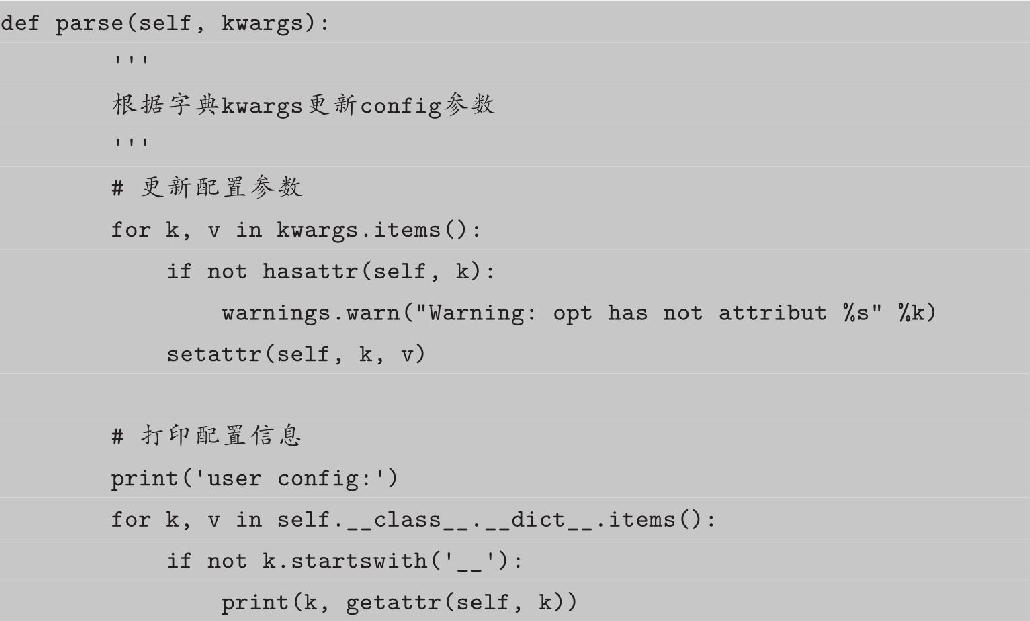 def parse(self, kwargs):
        '''
        根据字典kwargs更新config参数
        '''
        # 更新配置参数
        for k, v in kwargs.items():
            if not hasattr(self, k):
                warnings.warn("Warning: opt has not attribut %s" %k)
            setattr(self, k, v)

        # 打印配置信息
        print('user config:')
        for k, v in self.__class__.__dict__.items():
            if not k.startswith('__'):
                print(k, getattr(self, k))